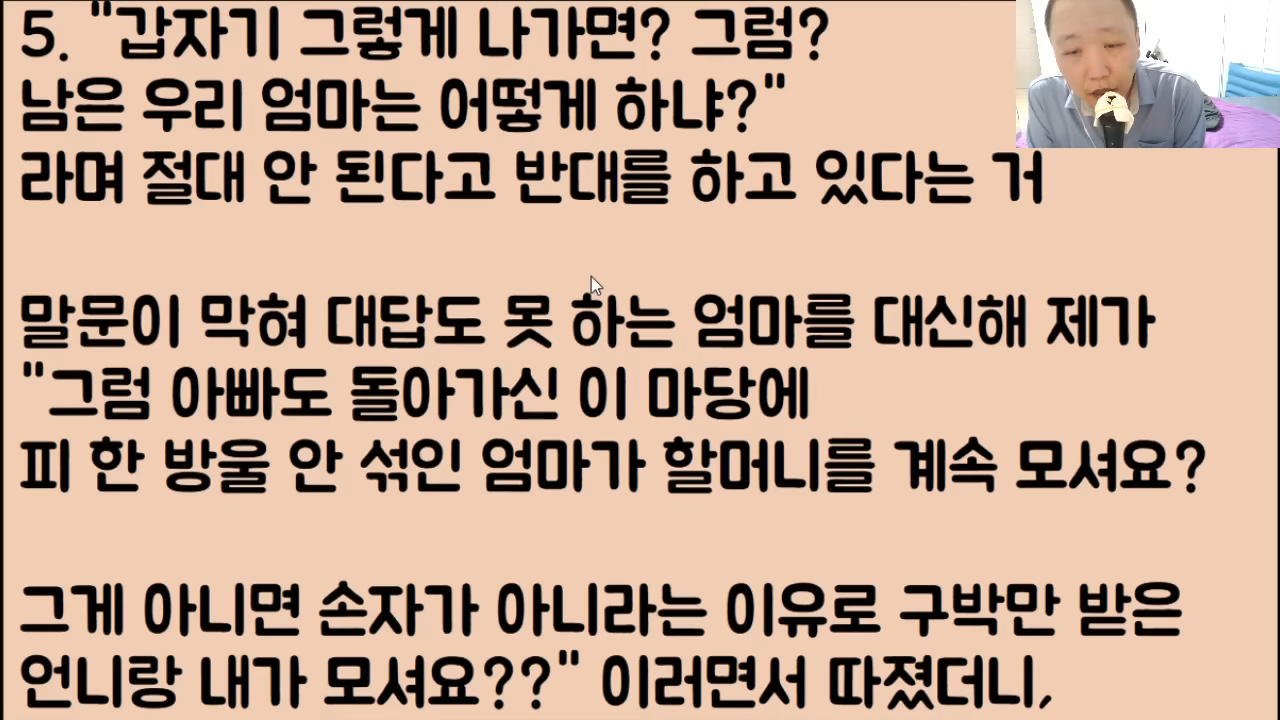 5. "갑자기 그렇게 나가면? 그럼?
남은 우리 엄마는 어떻게 하냐?"
라며 절대 안 된다고 반대를 하고 있다는 거
말문이 막혀 대답도 못 하는 엄마를 대신해 제가
"그럼 아빠도 돌아가신 이 마당에
피 한 방울 안 섞인 엄마가 할머니를 계속 모셔요?
그게 아니면 손자가 아니라는 이유로 구박만 받은
언니랑 내가 모셔요??" 이러면서 따졌더니,